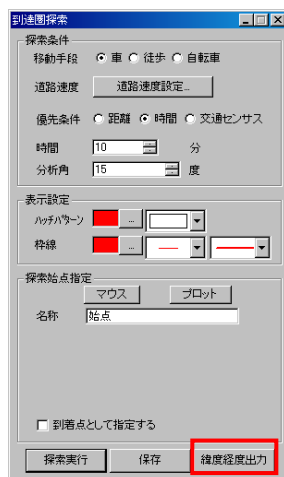 到達圏探索
探索条件
移動手段 車 徒歩 自転車
道路速度 道路速度設定...
優先条件 距離 時間 交通センサス
時間 10 分
分析角 15 度
表示設定
ハッチパターン ...
枠線 ...
探索始点指定
マウス プロット
名称 始点
到着点として指定する
探索実行 保存 緯度経度出力